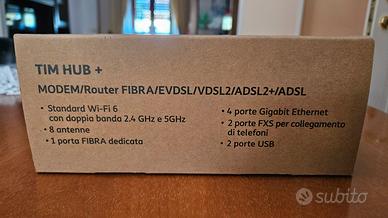 TIM HUB +
MODEM/Router FIBRA/EVDSL/VDSL2/ADSL2+/ADSL
• Standard Wi-Fi 6
con doppia banda 2.4 GHz e 5GHz
• 8 antenne
• 1 porta FIBRA dedicata
• 4 porte Gigabit Ethernet
• 2 porte FXS per collegamento
di telefoni
• 2 porte USB
subito